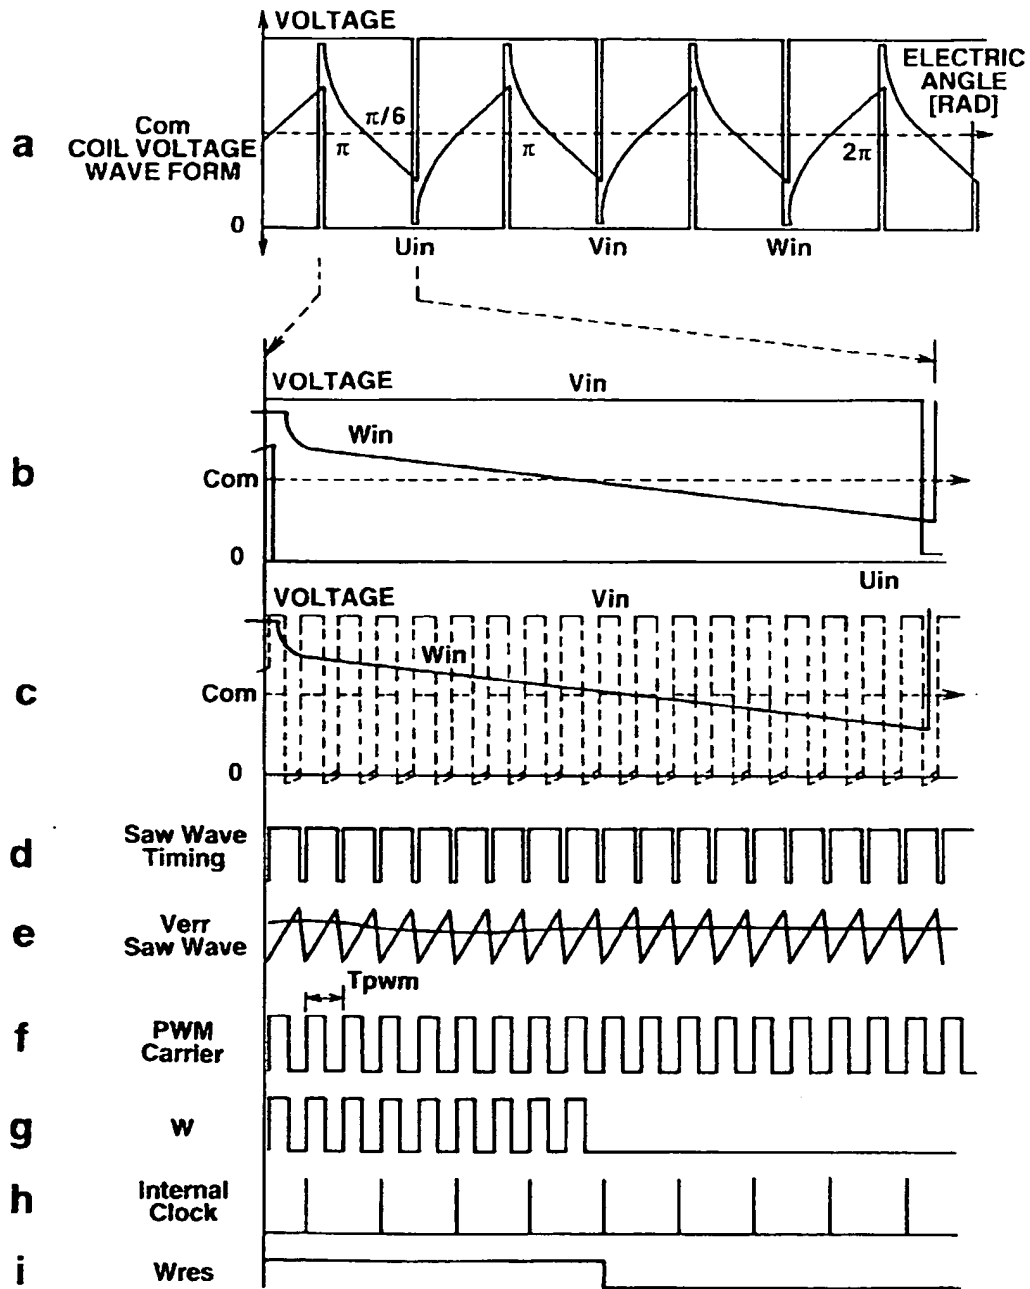 VOLTAGE
ELECTRIC
ANGLE
[RAD]
a
Com
COIL VOLTAGE
WAVE FORM
π/6
π
π
2π
0
Uin
Vin
Win
VOLTAGE
Vin
b
Win
Com
0
Uin
VOLTAGE
Vin
c
Win
Com
0
d
Saw Wave
Timing
e
Verr
Saw Wave
Tpwm
f
PWM
Carrier
g
W
h
Internal
Clock
i
Wres